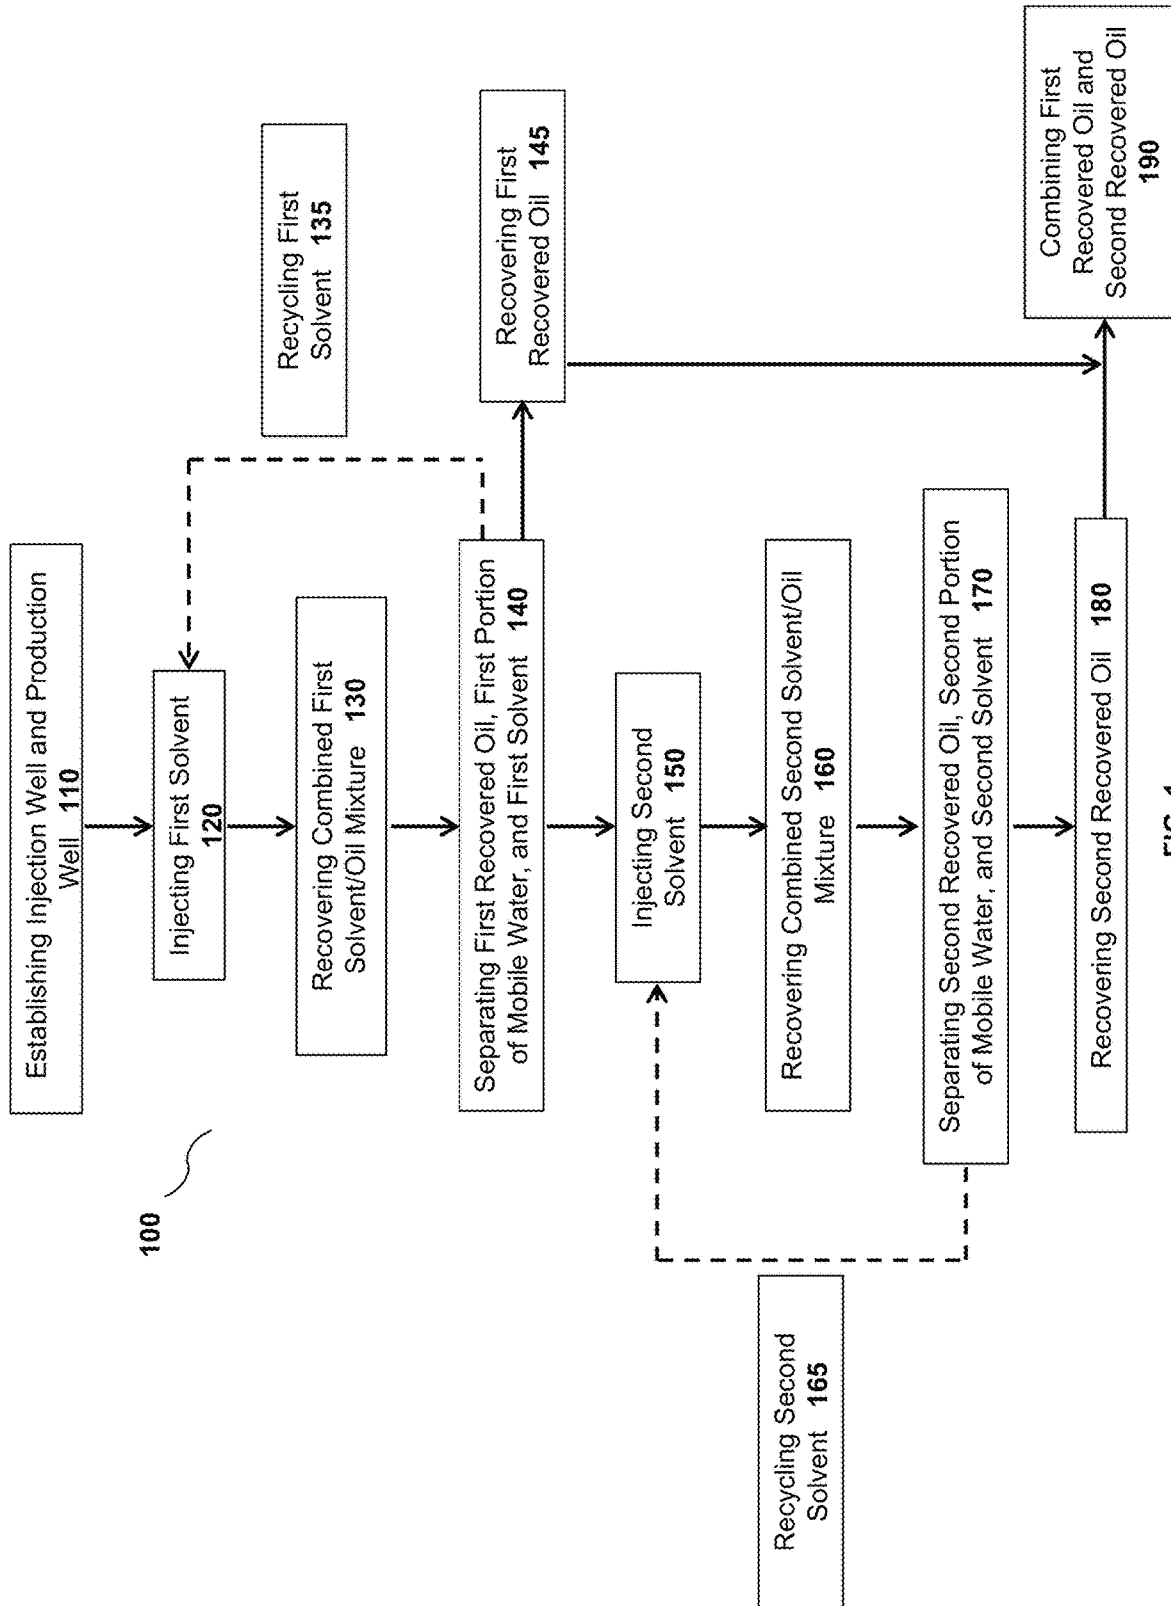 100
Establishing Injection Well and Production
Well 110
Injecting First Solvent
120
Recycling First
Solvent 135
Recovering Combined First
Solvent/Oil Mixture 130
Separating First Recovered Oil, First Portion
of Mobile Water, and First Solvent 140
Recovering First
Recovered Oil 145
Injecting Second
Solvent 150
Recycling Second
Solvent 165
Recovering Combined Second Solvent/Oil
Mixture 160
Separating Second Recovered Oil, Second Portion
of Mobile Water, and Second Solvent 170
Recovering Second Recovered Oil 180
Combining First
Recovered Oil and
Second Recovered Oil
190